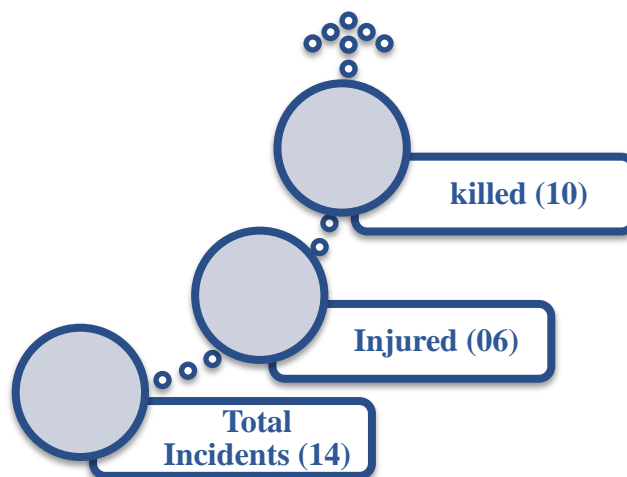 killed (10)
Injured (06)
Total
Incidents (14)